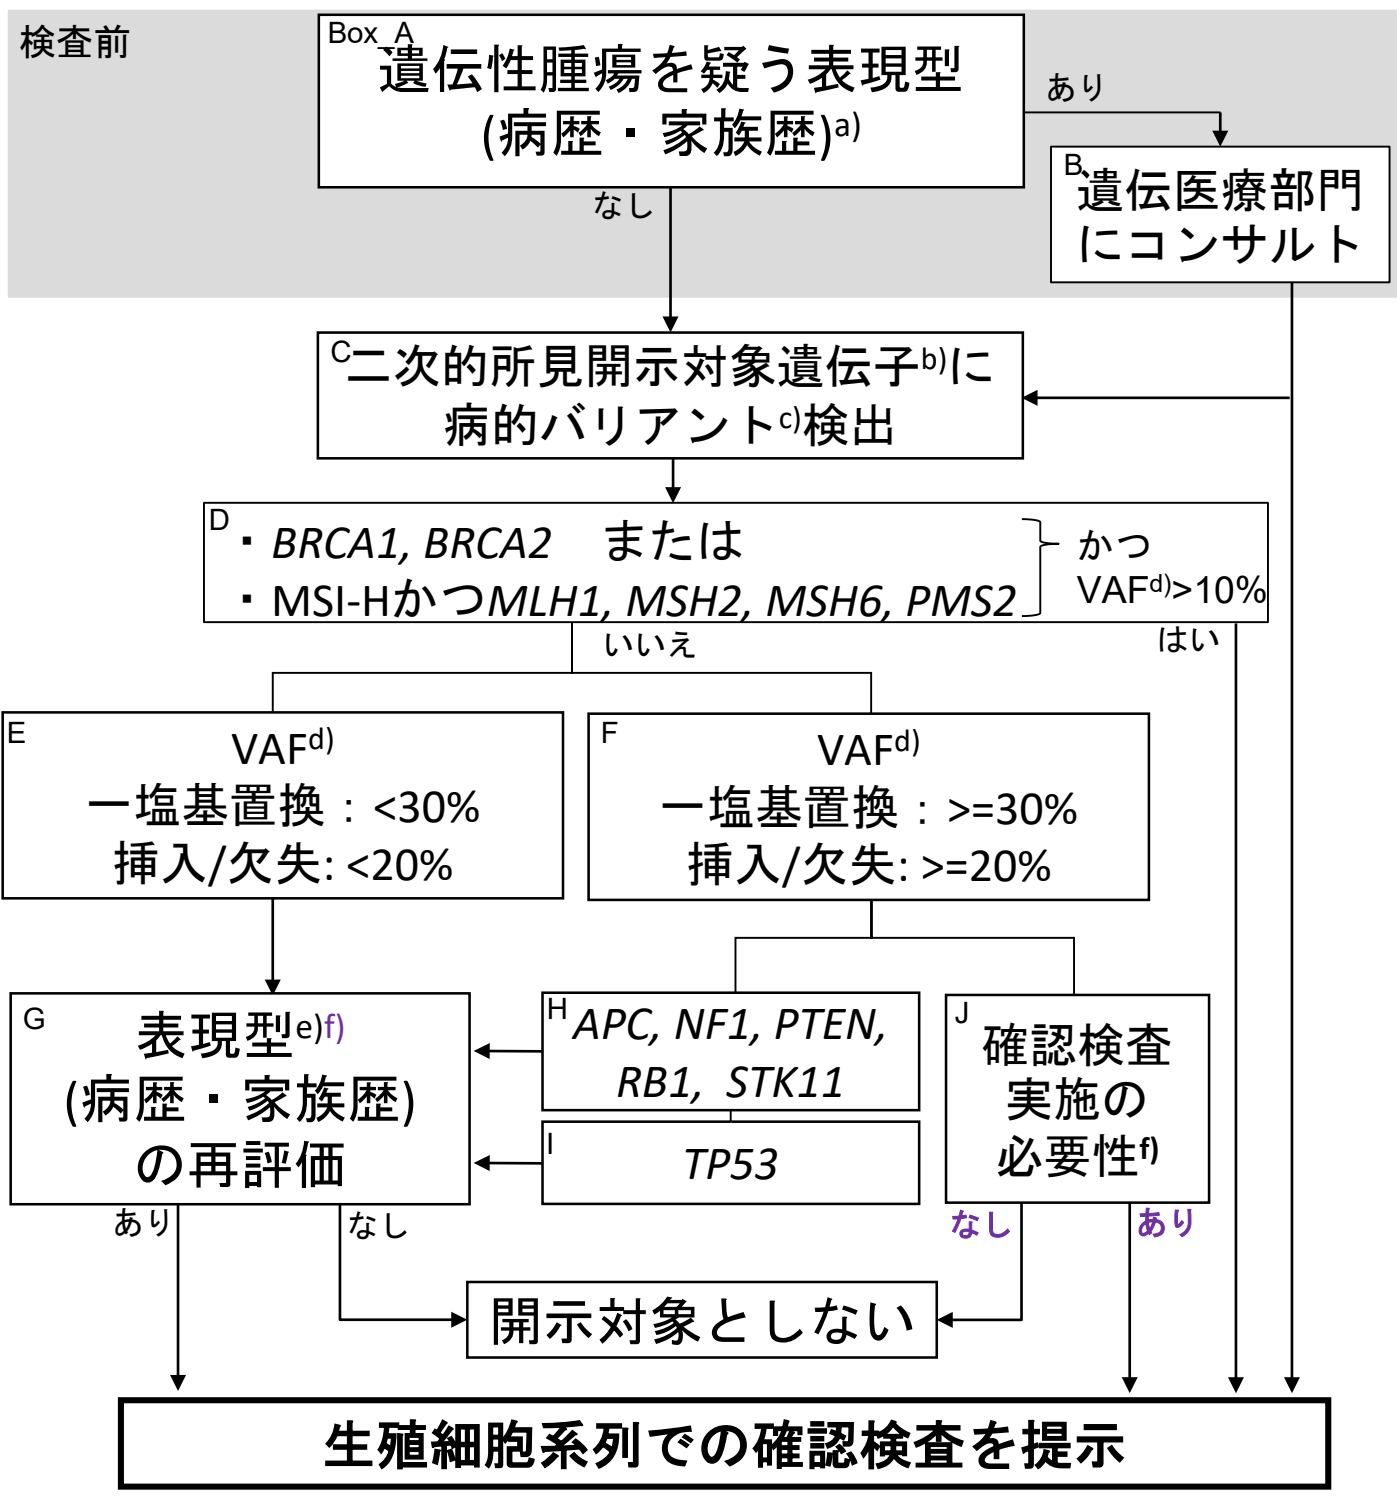 検査前
Box_A
遺伝性腫瘍を疑う表現型
(病歴・家族歴)a)
あり
なし
B
遺伝医療部門
にコンサルト
C
二次的所見開示対象遺伝子b)に
病的バリアントc)検出
D
・BRCA1, BRCA2 または
・MSI-HかつMLH1, MSH2, MSH6, PMS2
かつ
VAFd)>10%
いいえ
はい
E
VAFd)
一塩基置換：<30%
挿入/欠失: <20%
F
VAFd)
一塩基置換：>=30%
挿入/欠失: >=20%
G
表現型e)f)
(病歴・家族歴)
の再評価
H
APC, NF1, PTEN,
RB1, STK11
I
TP53
J
確認検査
実施の
必要性f)
あり
なし
なし
あり
開示対象としない
生殖細胞系列での確認検査を提示